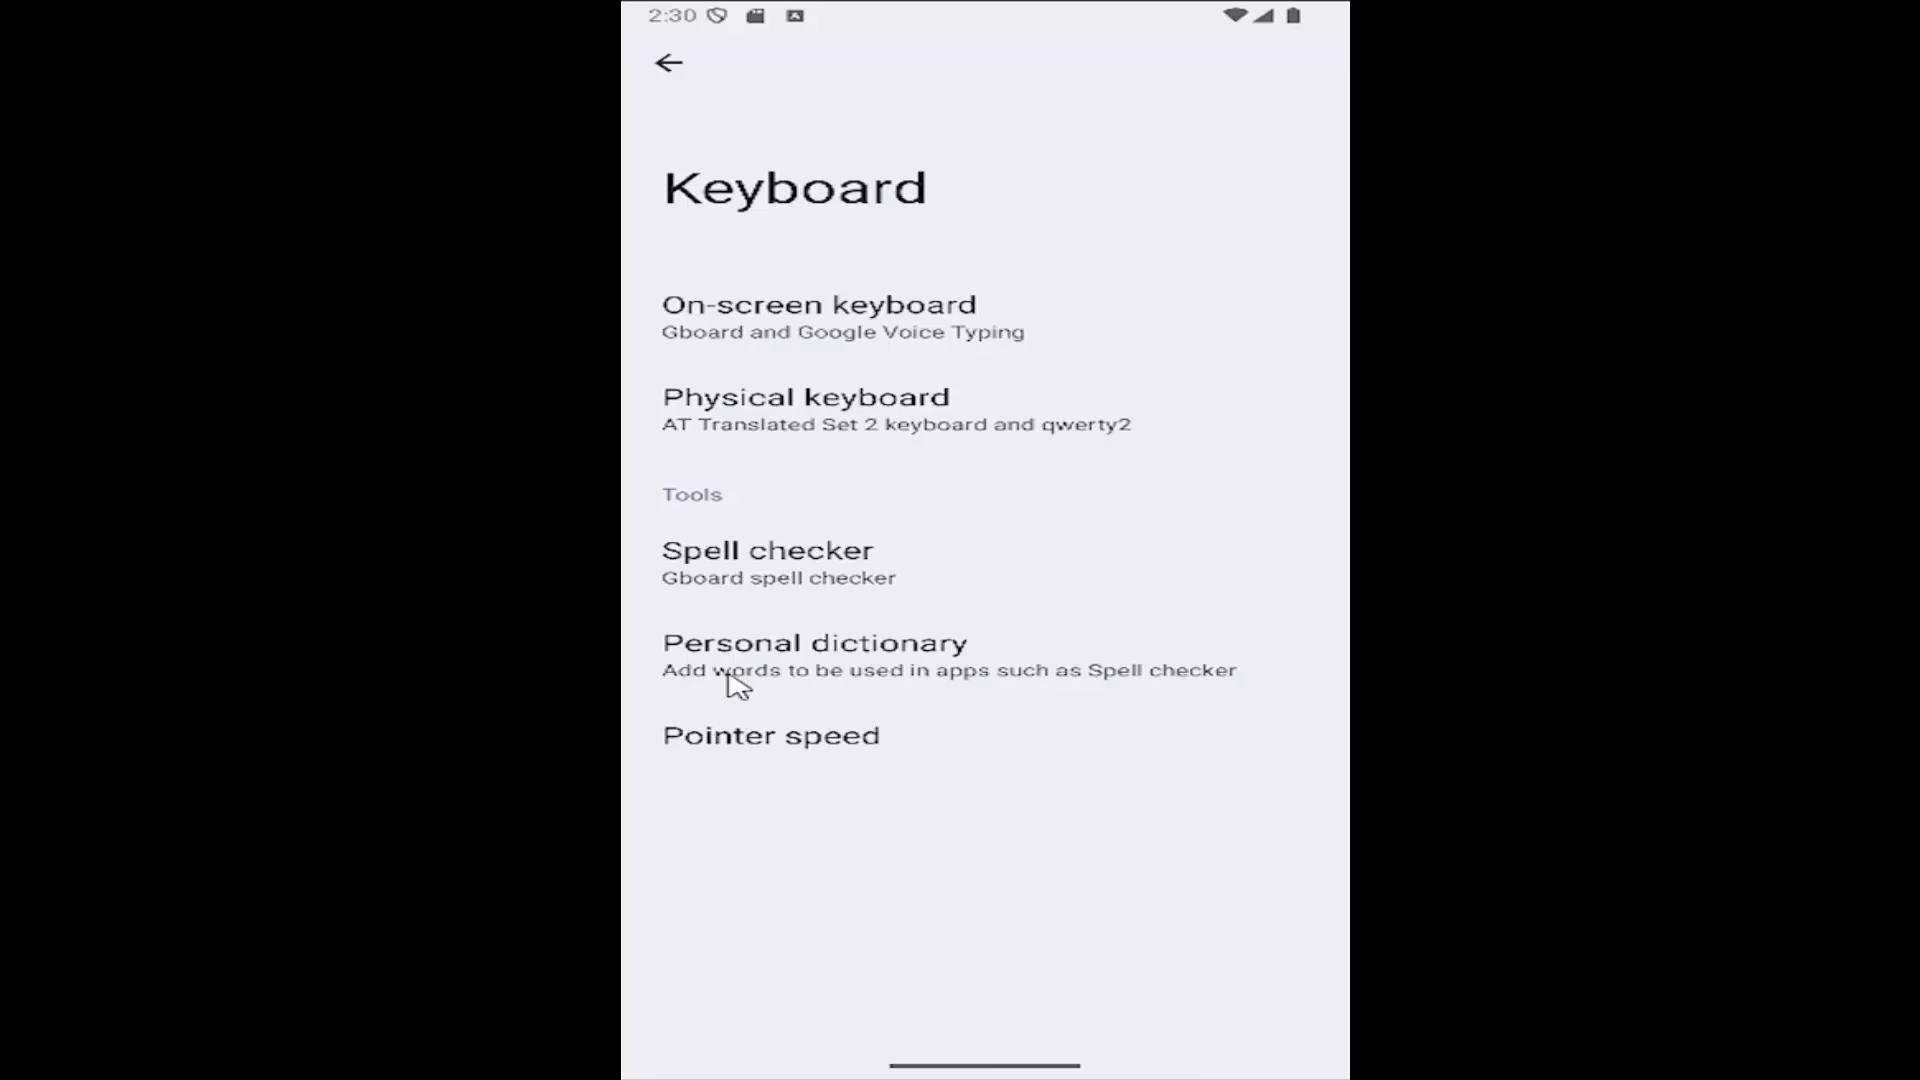 2:30
Keyboard
On-screen keyboard
Gboard and Google Voice Typing
Physical keyboard
AT Translated Set 2 keyboard and qwerty2
Tools
Spell checker
Gboard spell checker
Personal dictionary
Add words to be used in apps such as Spell checker
Pointer speed